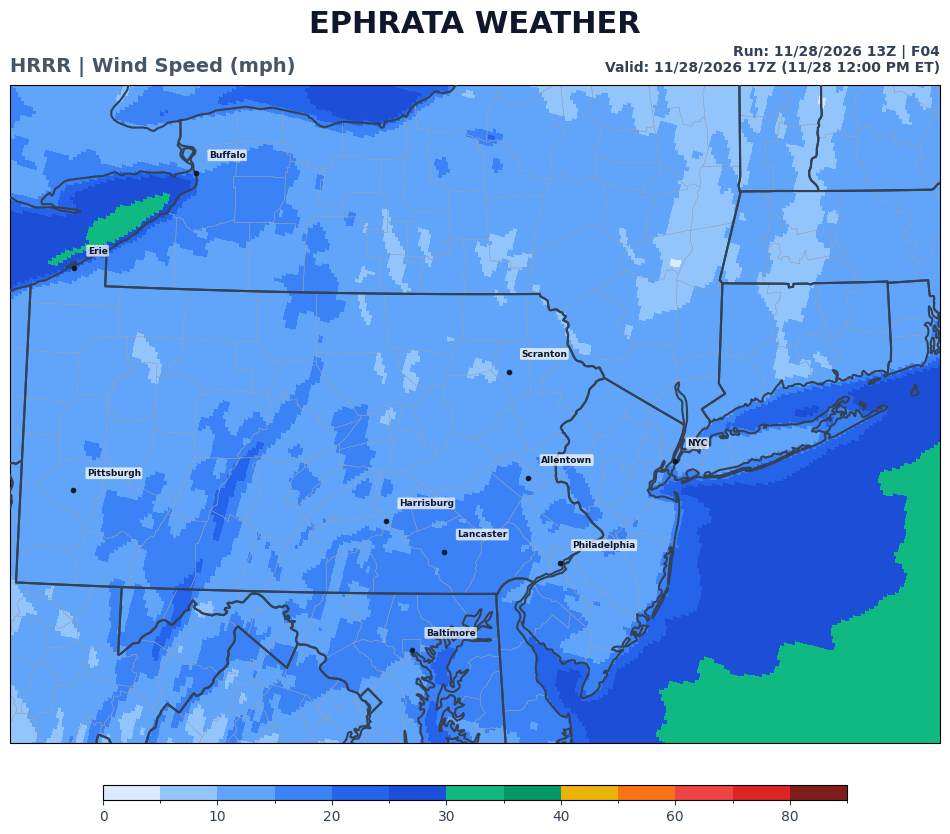 EPHRATA WEATHER
HRRR | Wind Speed (mph)
Run: 11/28/2026 13Z | F04
Valid: 11/28/2026 17Z (11/28 12:00 PM ET)
Buffalo
Erie
Scranton
NYC
Allentown
Pittsburgh
Harrisburg
Lancaster
Philadelphia
Baltimore
0 10 20 30 40 50 60 70 80